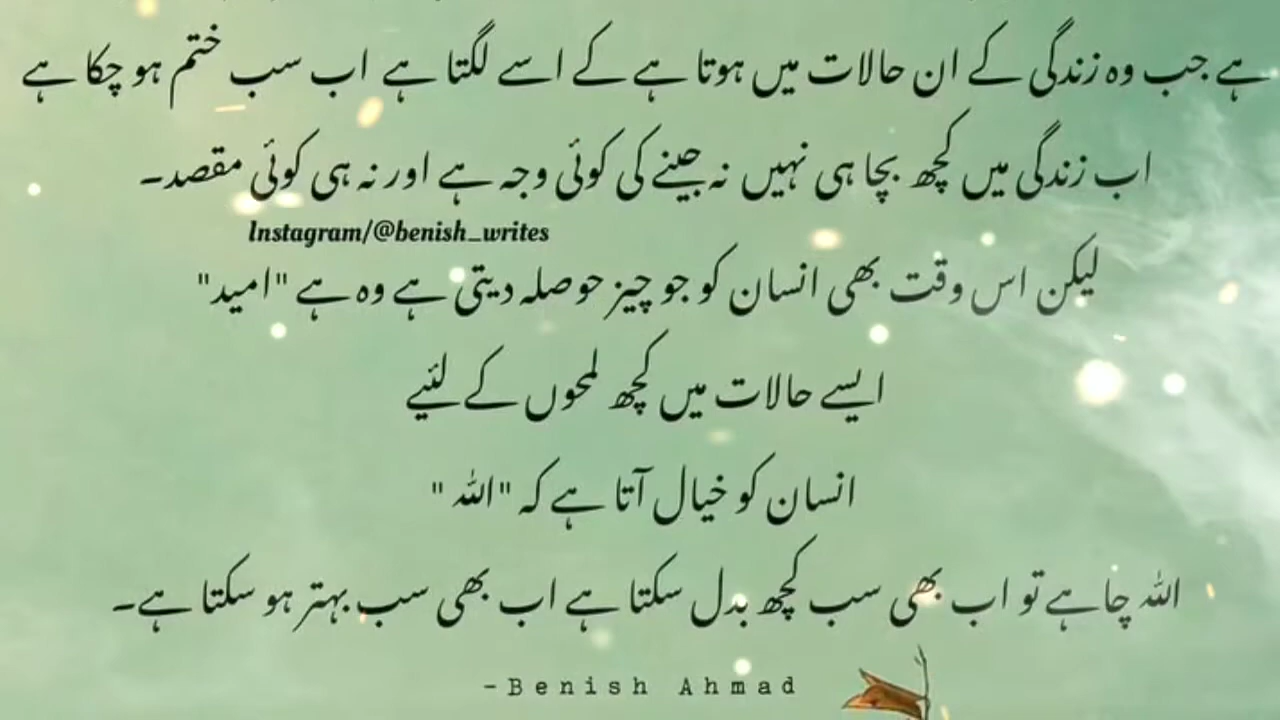 ہے جب وہ زندگی کے ان حالات میں ہوتا ہے کے اسے لگتا ہے اب سب ختم ہو چکا ہے
اب زندگی میں کچھ بچا ہی نہیں نہ جینے کی کوئی وجہ ہے اور نہ ہی کوئی مقصد۔
Instagram/@benish_writes
لیکن اس وقت بھی انسان کو جو چیز حوصلہ دیتی ہے وہ ہے "امید"
ایسے حالات میں کچھ لمحوں کے لئیے
انسان کو خیال آتا ہے کہ "اللہ "
اللہ چاہے تو اب بھی سب کچھ بدل سکتا ہے اب بھی سب بہتر ہو سکتا ہے۔
-Benish Ahmad